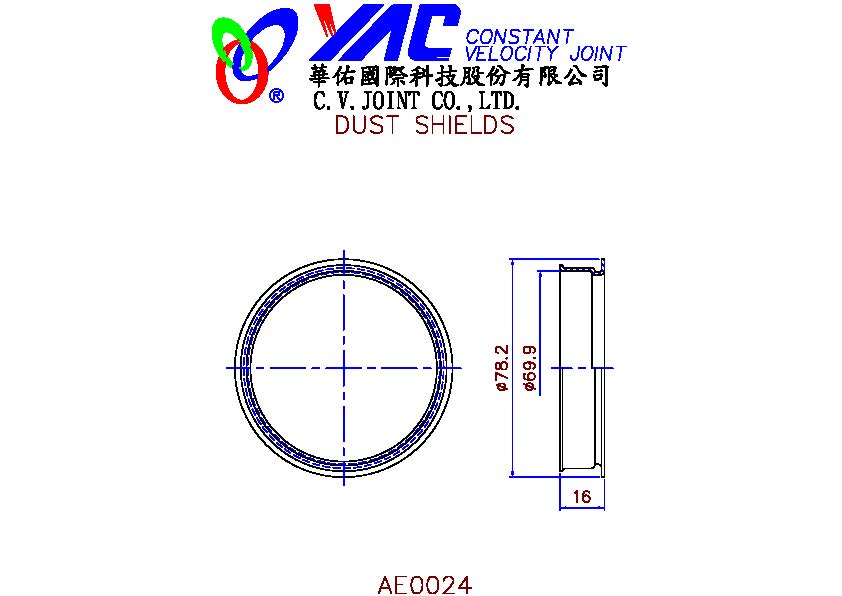 YAC CONSTANT
VELOCITY JOINT
®
華佑國際科技股份有限公司
C.V.JOINT CO.,LTD.
DUST SHIELDS
ø78.2
ø69.9
16
AE0024